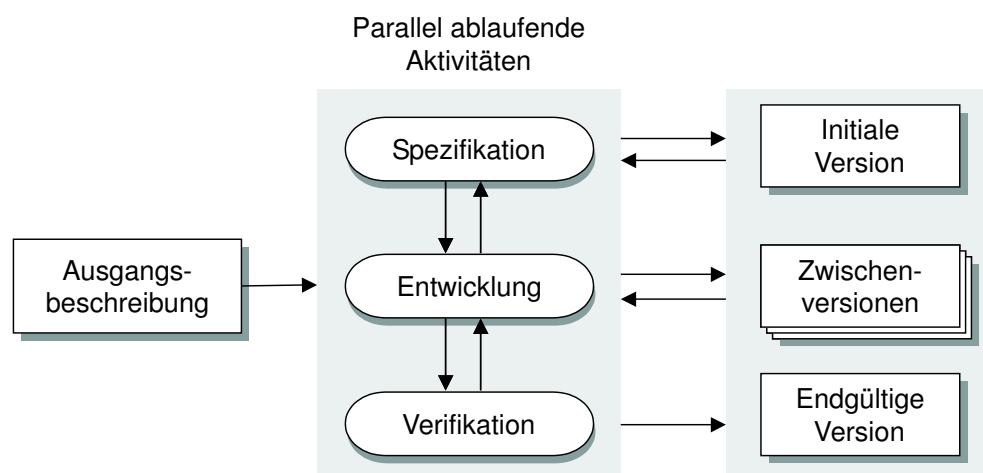 Parallel ablaufende
Aktivitäten
Spezifikation
Initiale
Version
Ausgangs-
beschreibung
Entwicklung
Zwischen-
versionen
Verifikation
Endgültige
Version